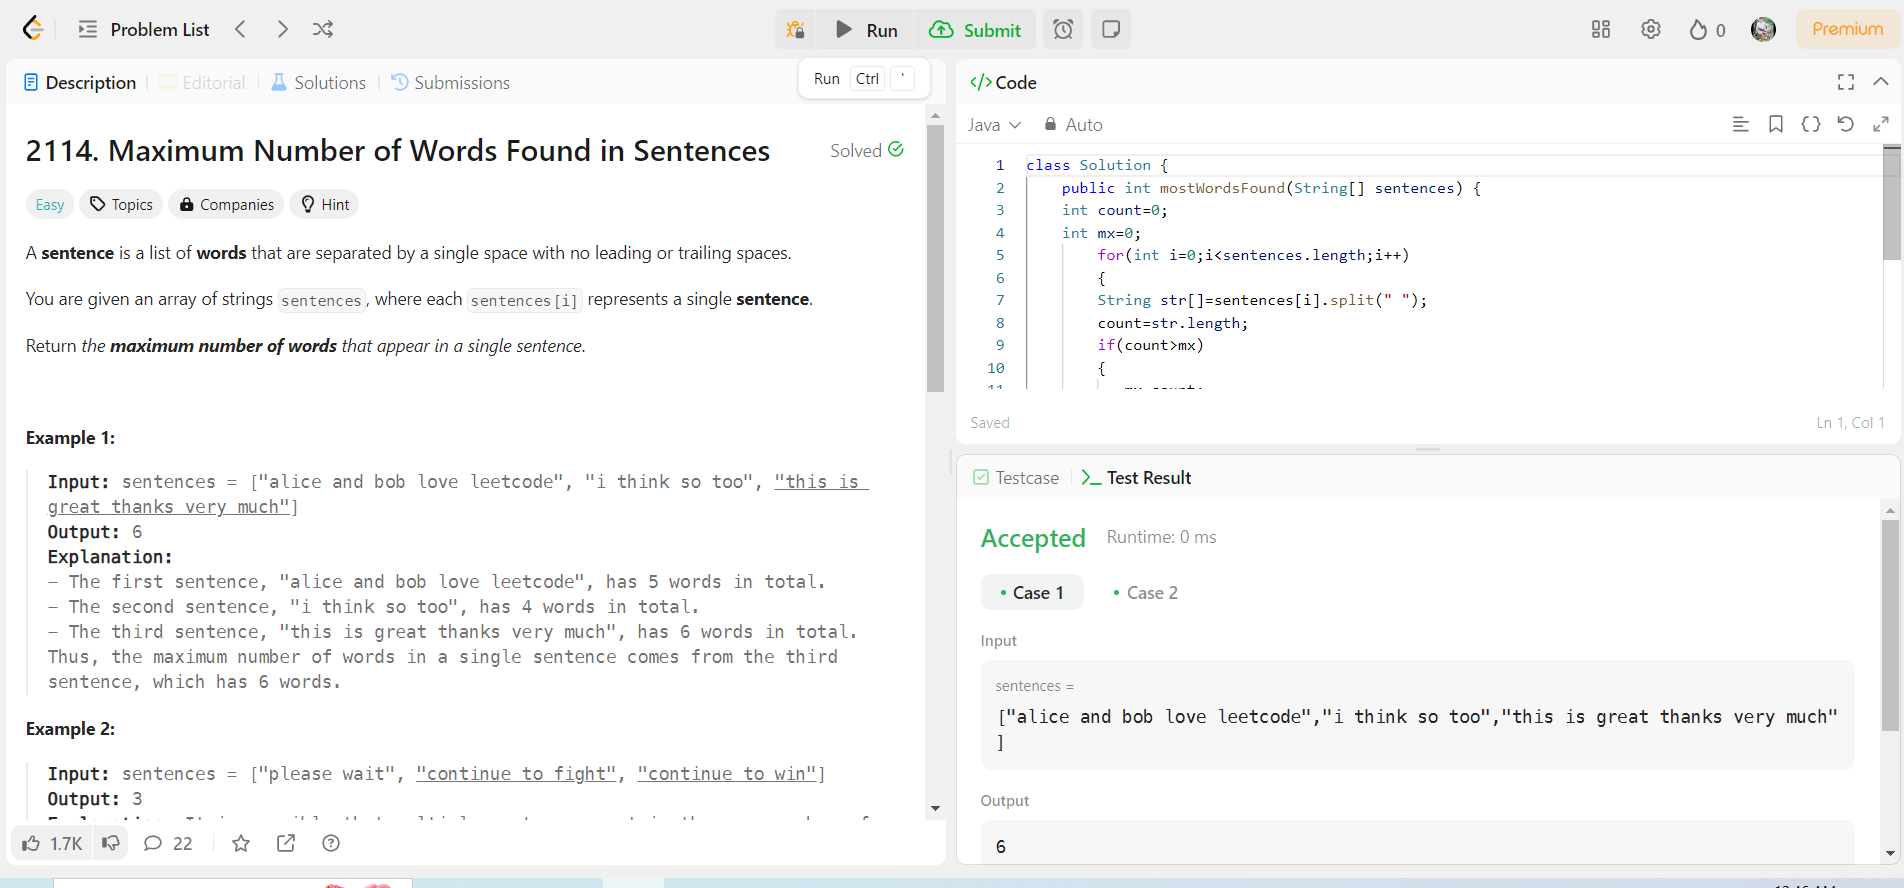 Problem List
Run
Submit
0
Premium
Description
Editorial
Solutions
Submissions
Run Ctrl '
2114. Maximum Number of Words Found in Sentences
Solved
Easy
Topics
Companies
Hint
A sentence is a list of words that are separated by a single space with no leading or trailing spaces.
You are given an array of strings sentences, where each sentences[i] represents a single sentence.
Return the maximum number of words that appear in a single sentence.
Example 1:
Input: sentences = ["alice and bob love leetcode", "i think so too", "this is
great thanks very much"]
Output: 6
Explanation:
- The first sentence, "alice and bob love leetcode", has 5 words in total.
- The second sentence, "i think so too", has 4 words in total.
- The third sentence, "this is great thanks very much", has 6 words in total.
Thus, the maximum number of words in a single sentence comes from the third
sentence, which has 6 words.
Example 2:
Input: sentences = ["please wait", "continue to fight", "continue to win"]
Output: 3
1.7K
22
</>Code
Java
Auto
1 class Solution {
2 public int mostWordsFound(String[] sentences) {
3 int count=0;
4 int mx=0;
5 for(int i=0;i<sentences.length;i++)
6 {
7 String str[]=sentences[i].split(" ");
8 count=str.length;
9 if(count>mx)
10 {
Saved
Ln 1, Col 1
Testcase
Test Result
Accepted
Runtime: 0 ms
Case 1
Case 2
Input
sentences =
["alice and bob love leetcode","i think so too","this is great thanks very much"
]
Output
6